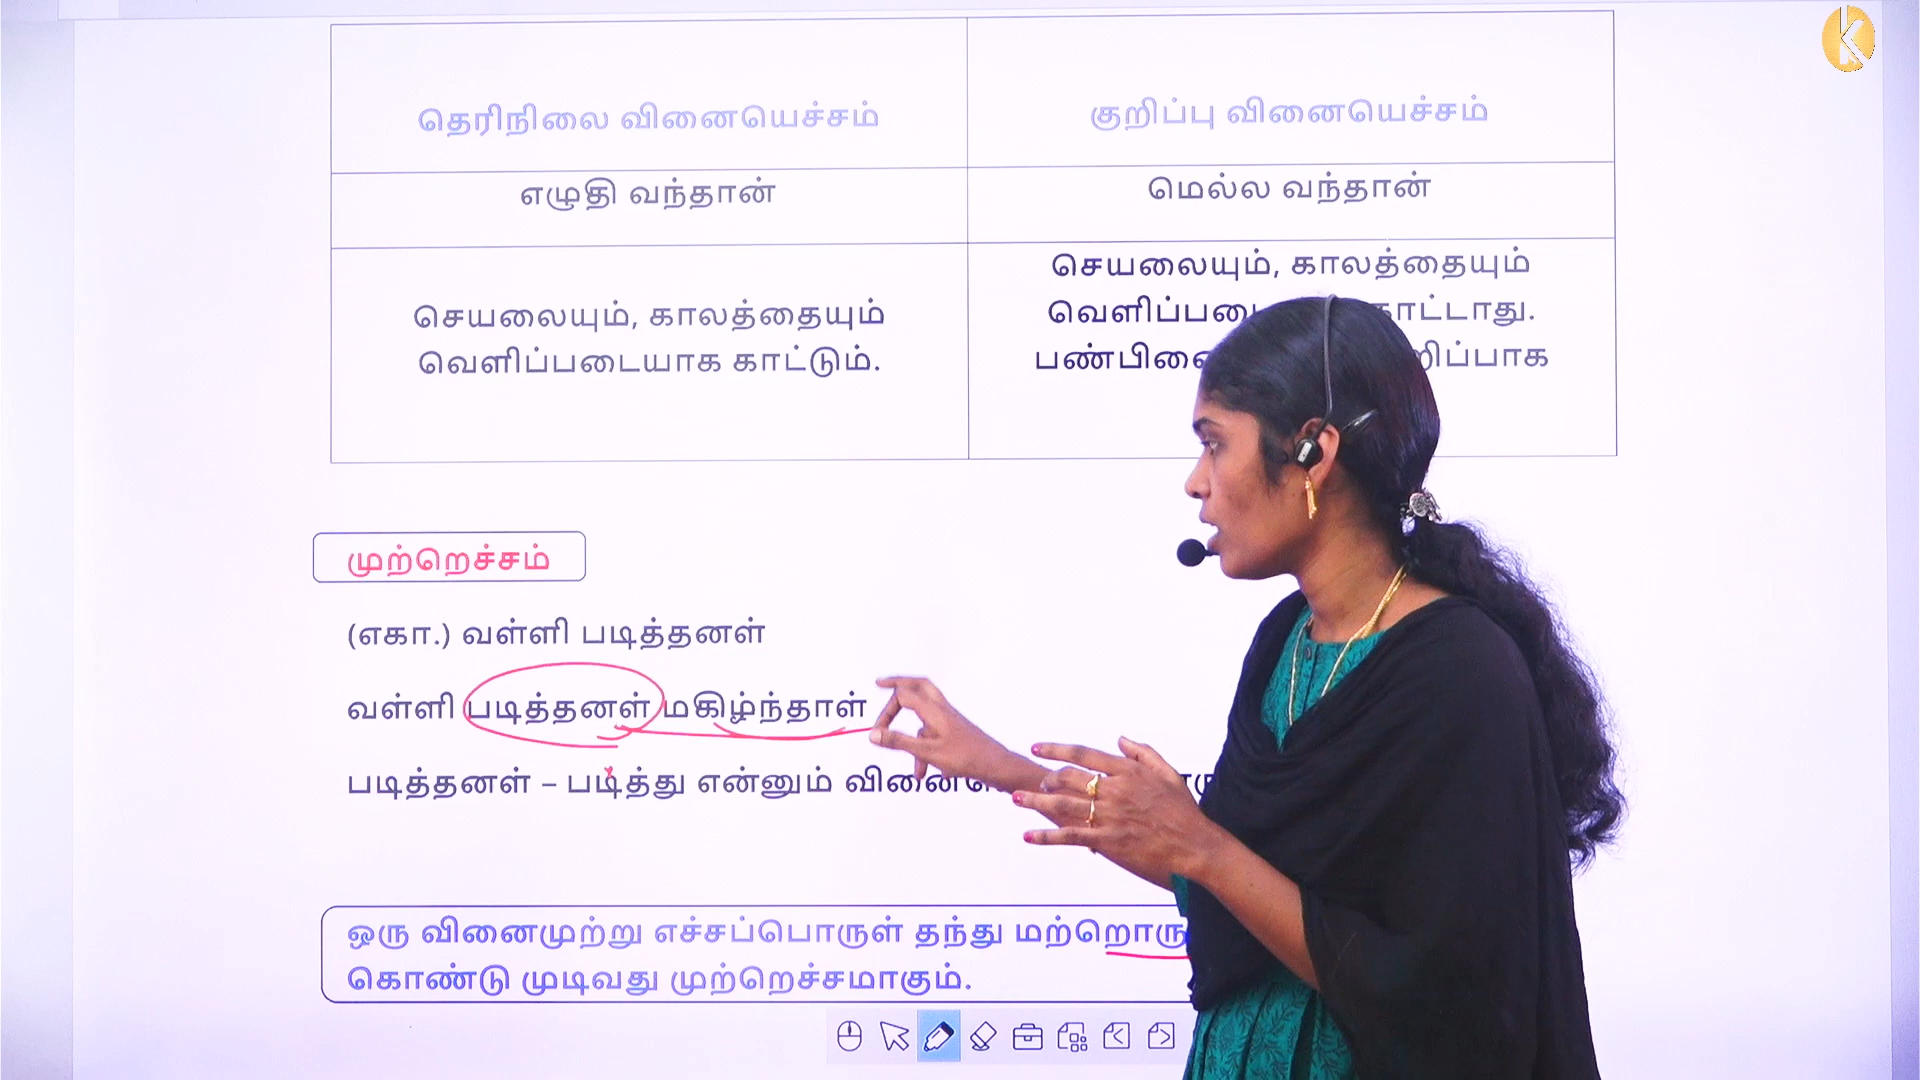 தெரிநிலை வினையெச்சம்
குறிப்பு வினையெச்சம்
எழுதி வந்தான்
மெல்ல வந்தான்
செயலையும், காலத்தையும்
வெளிப்படையாக காட்டும்.
செயலையும், காலத்தையும்
காட்டாது.
முற்றெச்சம்
(எகா.) வள்ளி படித்தனள்
வள்ளி படித்தனள் மகிழ்ந்தாள்
படித்தனள் – படித்து என்னும்
ஒரு வினைமுற்று எச்சப்பொருள் தந்து மற்றொரு
கொண்டு முடிவது முற்றெச்சமாகும்.